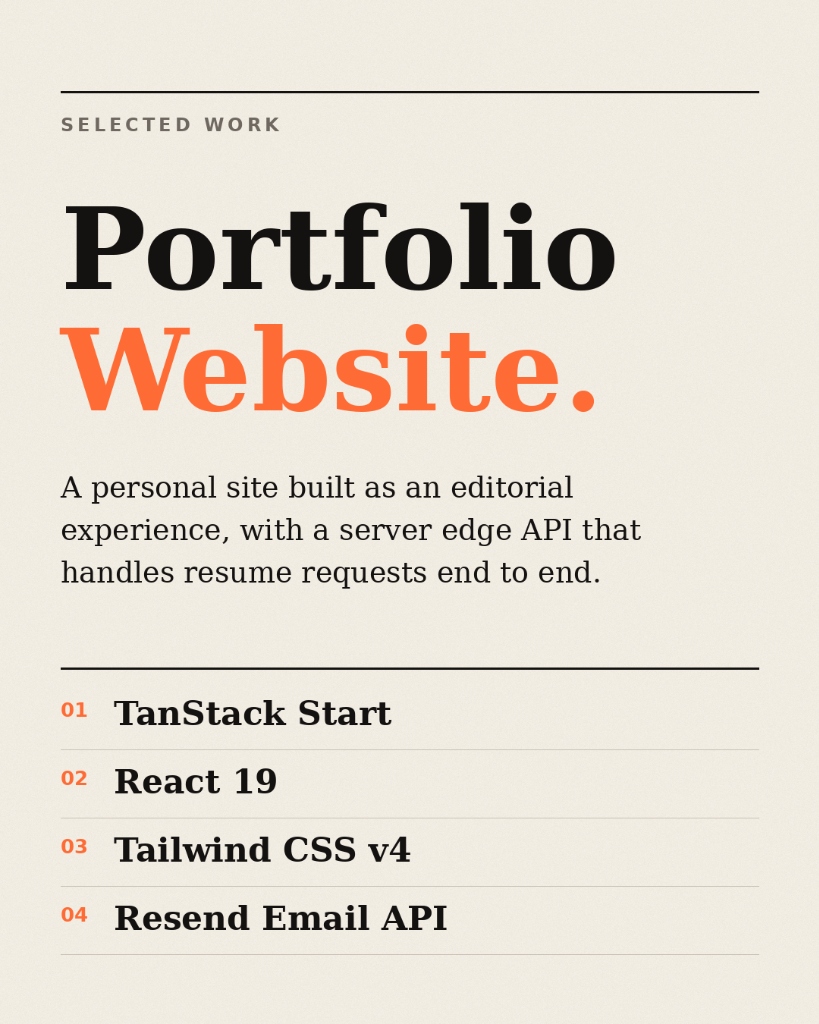 SELECTED WORK
Portfolio
Website.
A personal site built as an editorial
experience, with a server edge API that
handles resume requests end to end.
01 TanStack Start
02 React 19
03 Tailwind CSS v4
04 Resend Email API